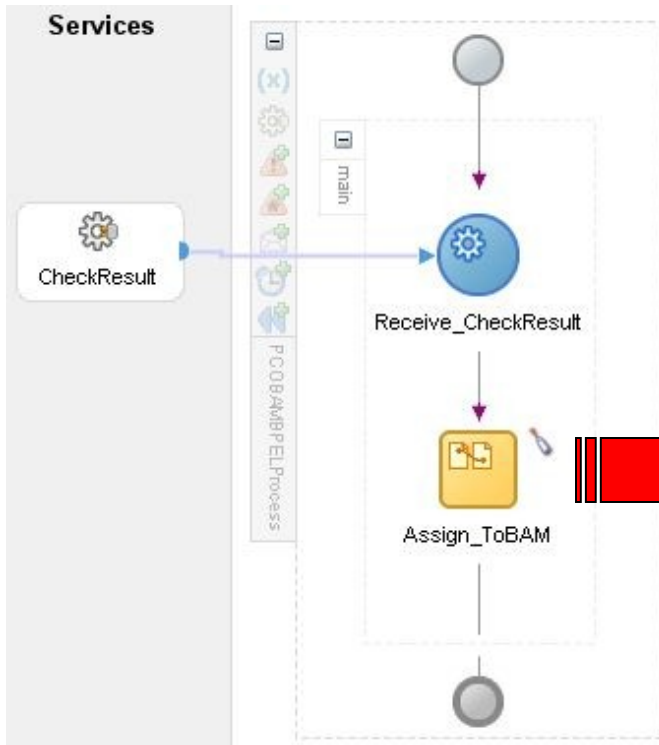 Services
(x)
main
CheckResult
Receive_CheckResult
PCOBAMBPELProcess
Assign_ToBAM